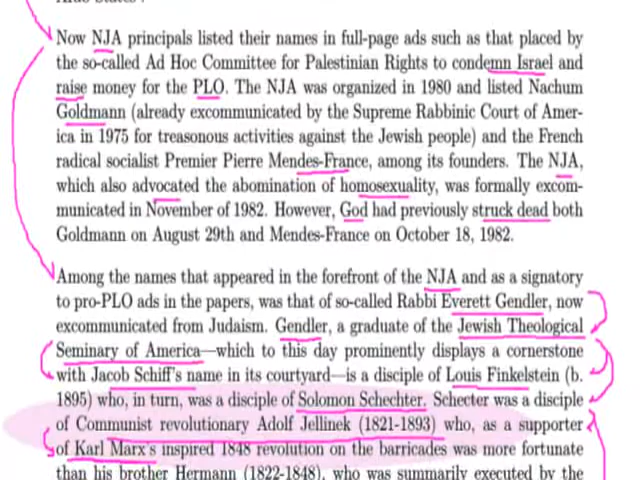 Now NJA principals listed their names in full-page ads such as that placed by
the so-called Ad Hoc Committee for Palestinian Rights to condemn Israel and
raise money for the PLO. The NJA was organized in 1980 and listed Nachum
Goldmann (already excommunicated by the Supreme Rabbinic Court of Amer-
ica in 1975 for treasonous activities against the Jewish people) and the French
radical socialist Premier Pierre Mendes-France, among its founders. The NJA,
which also advocated the abomination of homosexuality, was formally excom-
municated in November of 1982. However, God had previously struck dead both
Goldmann on August 29th and Mendes-France on October 18, 1982.
Among the names that appeared in the forefront of the NJA and as a signatory
to pro-PLO ads in the papers, was that of so-called Rabbi Everett Gendler, now
excommunicated from Judaism. Gendler, a graduate of the Jewish Theological
Seminary of America—which to this day prominently displays a cornerstone
with Jacob Schiff's name in its courtyard—is a disciple of Louis Finkelstein (b.
1895) who, in turn, was a disciple of Solomon Schechter. Schecter was a disciple
of Communist revolutionary Adolf Jellinek (1821-1893) who, as a supporter
of Karl Marx's inspired 1848 revolution on the barricades was more fortunate
than his brother Hermann (1822-1848), who was summarily executed by the